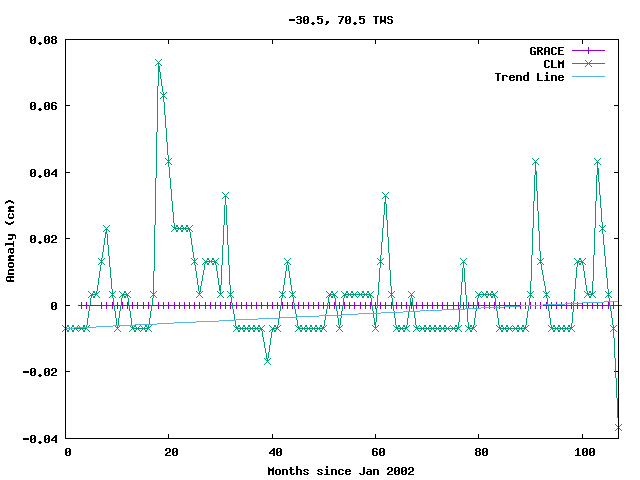 -30.5, 70.5 TWS
0.08
0.06
0.04
0.02
0
-0.02
-0.04
Anomaly (cm)
GRACE
CLM
Trend Line
0 20 40 60 80 100
Months since Jan 2002